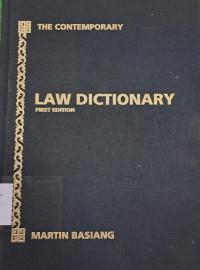 THE CONTEMPORARY
LAW DICTIONARY
FIRST EDITION
MARTIN BASIANG